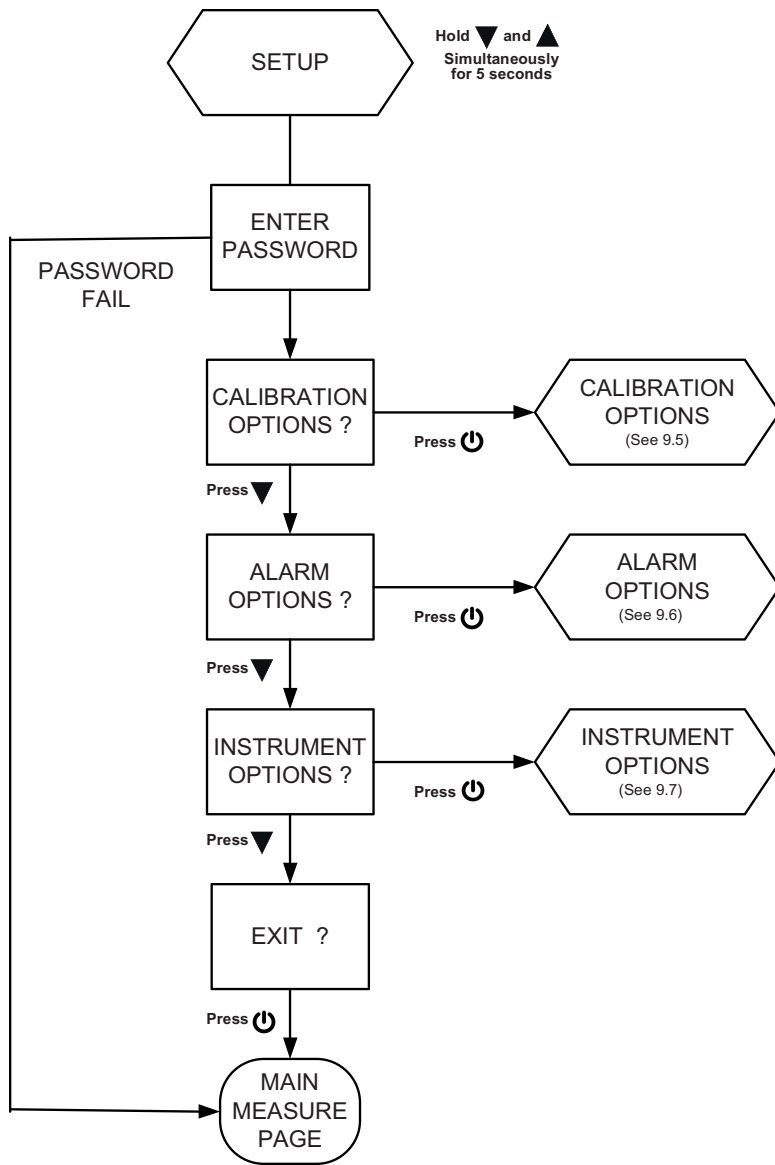 SETUP
Hold ▼ and ▲
Simultaneously
for 5 seconds
ENTER
PASSWORD
PASSWORD
FAIL
CALIBRATION
OPTIONS ?
Press ⏻
CALIBRATION
OPTIONS
(See 9.5)
Press ▼
ALARM
OPTIONS ?
Press ⏻
ALARM
OPTIONS
(See 9.6)
Press ▼
INSTRUMENT
OPTIONS ?
Press ⏻
INSTRUMENT
OPTIONS
(See 9.7)
Press ▼
EXIT ?
Press ⏻
MAIN
MEASURE
PAGE